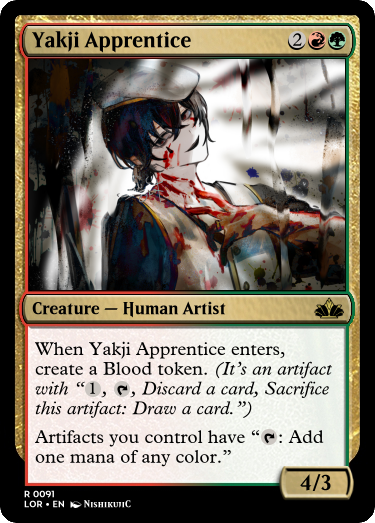 Yakji Apprentice 2
Creature — Human Artist
When Yakji Apprentice enters,
create a Blood token. (It's an artifact
with “1, , Discard a card, Sacrifice
this artifact: Draw a card.”)
Artifacts you control have “: Add
one mana of any color.”
4/3
R 0091
LOR • EN NishikujiC